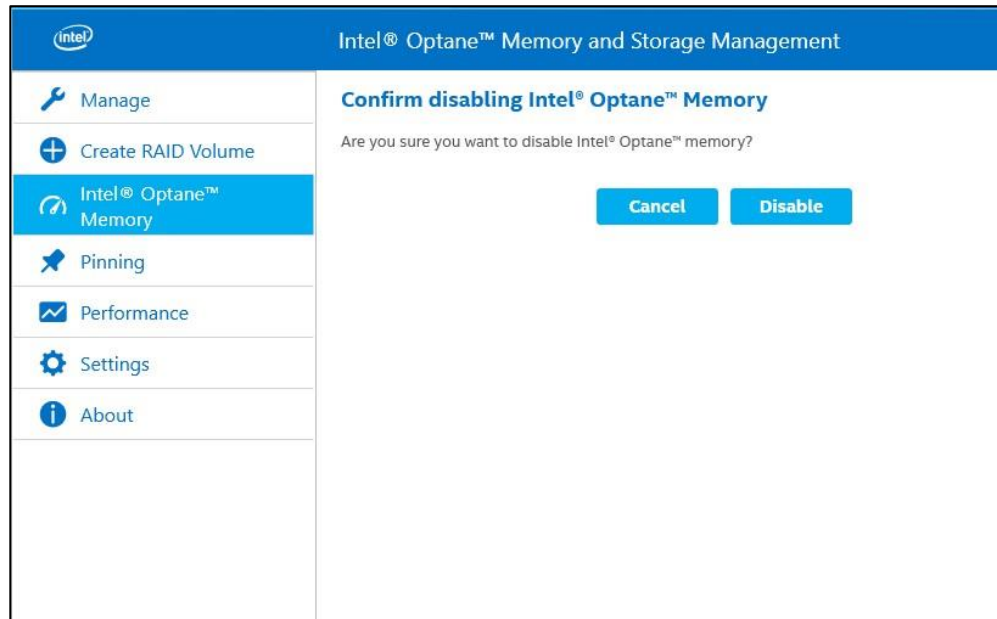 intel
Intel® Optane™ Memory and Storage Management
Manage
Create RAID Volume
Intel® Optane™
Memory
Pinning
Performance
Settings
About
Confirm disabling Intel® Optane™ Memory
Are you sure you want to disable Intel® Optane™ memory?
Cancel Disable